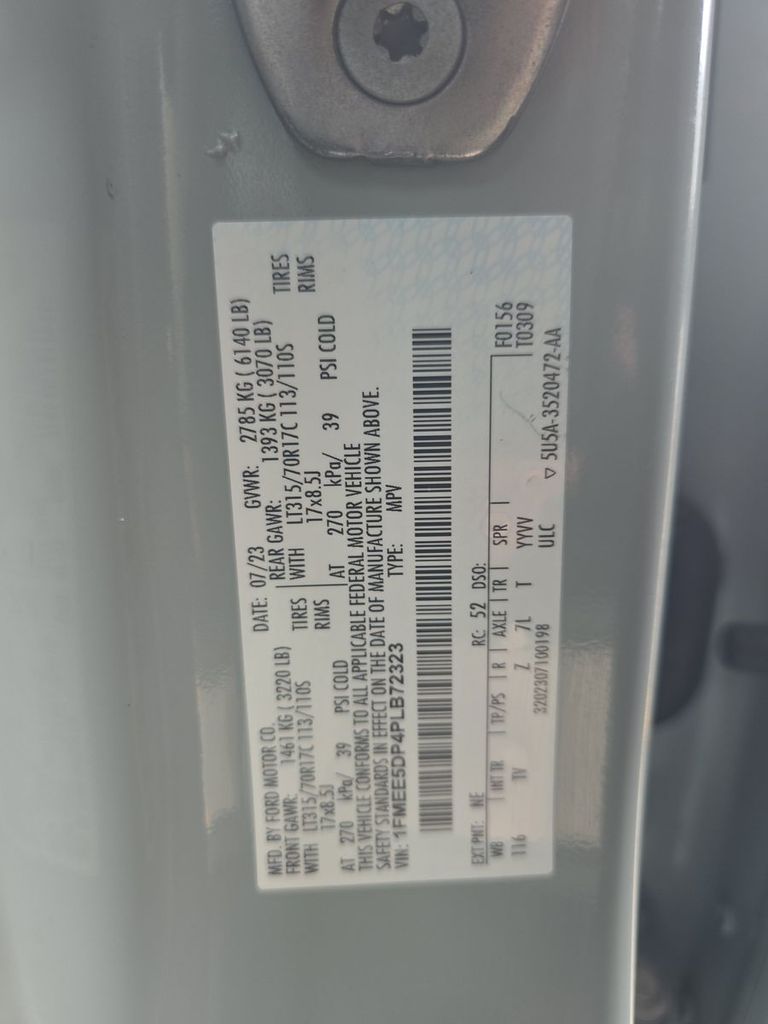 MFD. BY FORD MOTOR CO.
DATE: 07/23 GVWR: 2785 KG ( 6140 LB)
FRONT GAWR: 1461 KG ( 3220 LB) REAR GAWR: 1393 KG ( 3070 LB)
WITH LT315/70R17C 113/110S TIRES WITH LT315/70R17C 113/110S TIRES
17x8.5J RIMS 17x8.5J RIMS
AT 270 kPa/ 39 PSI COLD AT 270 kPa/ 39 PSI COLD
THIS VEHICLE CONFORMS TO ALL APPLICABLE FEDERAL MOTOR VEHICLE
SAFETY STANDARDS IN EFFECT ON THE DATE OF MANUFACTURE SHOWN ABOVE.
VIN: 1FMEE5DP4PLB72323 TYPE: MPV
EXT PNT: NE RC: 52 DSO:
WB INT TR TP/PS R AXLE TR SPR F0156
116 TV Z 7L T YYVV T0309
ULC
3202307100198 ▽ 5U5A-3520472-AA